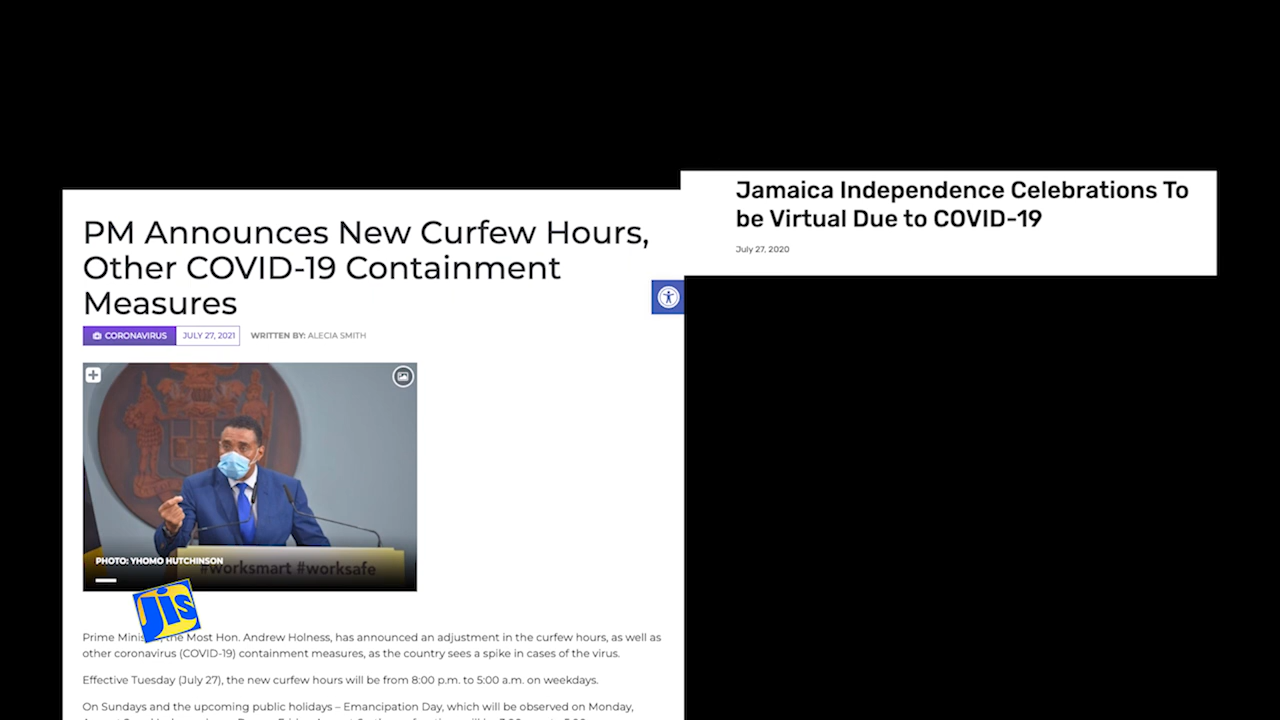 PM Announces New Curfew Hours,
Other COVID-19 Containment
Measures
CORONAVIRUS JULY 27, 2021 WRITTEN BY: ALECIA SMITH
PHOTO: YHOMO HUTCHINSON
#worksmart #worksafe
Jis
Prime the Most Hon. Andrew Holness, has announced an adjustment in the curfew hours, as well as
other coronavirus (COVID-19) containment measures, as the country sees a spike in cases of the virus.
Effective Tuesday (July 27), the new curfew hours will be from 8:00 p.m. to 5:00 a.m. on weekdays.
On Sundays and the upcoming public holidays – Emancipation Day, which will be observed on Monday,
Jamaica Independence Celebrations To
be Virtual Due to COVID-19
July 27, 2020